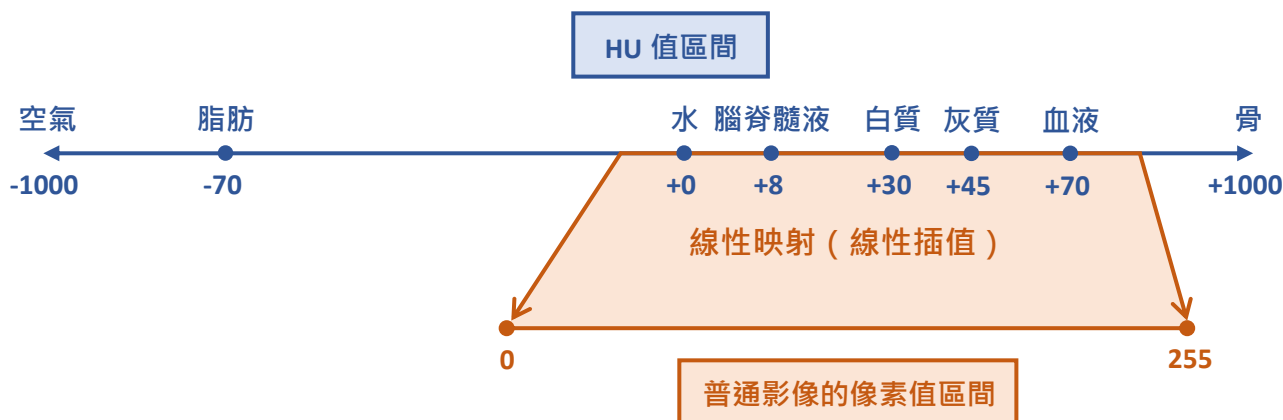 HU 值區間
空氣 脂肪 水 腦脊髓液 白質 灰质 血液 骨
-1000 -70 +0 +8 +30 +45 +70 +1000
線性映射（線性插值）
0 255
普通影像的像素值區間